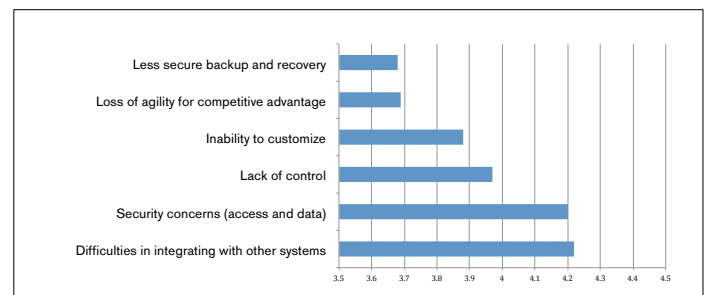 Less secure backup and recovery
Loss of agility for competitive advantage
Inability to customize
Lack of control
Security concerns (access and data)
Difficulties in integrating with other systems
3.5 3.6 3.7 3.8 3.9 4 4.1 4.2 4.3 4.4 4.5